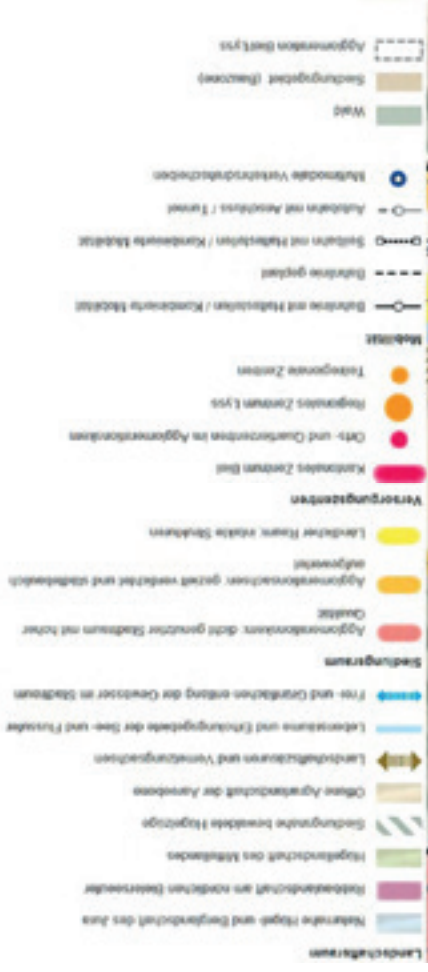 Landschaftsraum
Naturnahe Hügel- und Berglandschaft des Jura
Rebbaulandschaft am nördlichen Bielerseeufer
Hügellandschaft des Mittellandes
Siedlungsnahe bewaldete Hügelzüge
Offene Agrarlandschaft der Aareebene
Landschaftszäsuren und Vernetzungsachsen
Lebensräume und Erholungsgebiete der See- und Flussufer
Frei- und Grünflächen entlang der Gewässer im Stadtraum
Siedlungsraum
Agglomerationskern: dicht genutzter Stadtraum mit hoher
Qualität
Agglomerationsachsen: gezielt verdichtet und städtebaulich
aufgewertet
Ländlicher Raum: intakte Strukturen
Versorgungszentren
Kantonales Zentrum Biel
Orts- und Quartierzentren im Agglomerationskern
Regionales Zentrum Lyss
Teilregionale Zentren
Mobilität
Bahnlinie mit Haltestation / Kombinierte Mobilität
Bahnlinie geplant
Seilbahn mit Haltestation / Kombinierte Mobilität
Autobahn mit Anschluss / Tunnel
Multimodale Verkehrsdrehscheiben
Wald
Siedlungsgebiet (Bauzone)
Agglomeration Biel/Lyss